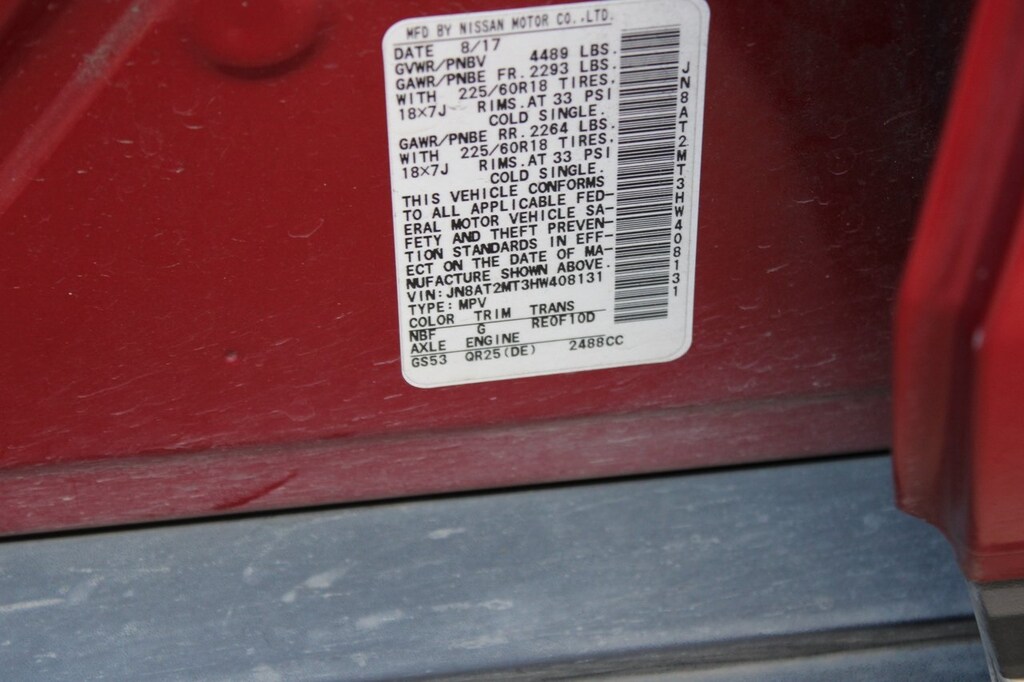 MFD BY NISSAN MOTOR CO.,LTD.
DATE 8/17
GVWR/PNBV 4489 LBS.
GAWR/PNBE FR. 2293 LBS.
WITH 225/60R18 TIRES.
18×7J RIMS.AT 33 PSI
COLD SINGLE.
GAWR/PNBE RR. 2264 LBS.
WITH 225/60R18 TIRES.
18×7J RIMS.AT 33 PSI
COLD SINGLE.
THIS VEHICLE CONFORMS
TO ALL APPLICABLE FED-
ERAL MOTOR VEHICLE SA-
FETY AND THEFT PREVEN-
TION STANDARDS IN EFF-
ECT ON THE DATE OF MA-
NUFACTURE SHOWN ABOVE.
VIN:JN8AT2MT3HW408131
TYPE:MPV
COLOR TRIM TRANS
NBF G RE0F10D
AXLE ENGINE
GS53 QR25(DE) 2488CC
JN8AT2MT3HW408131